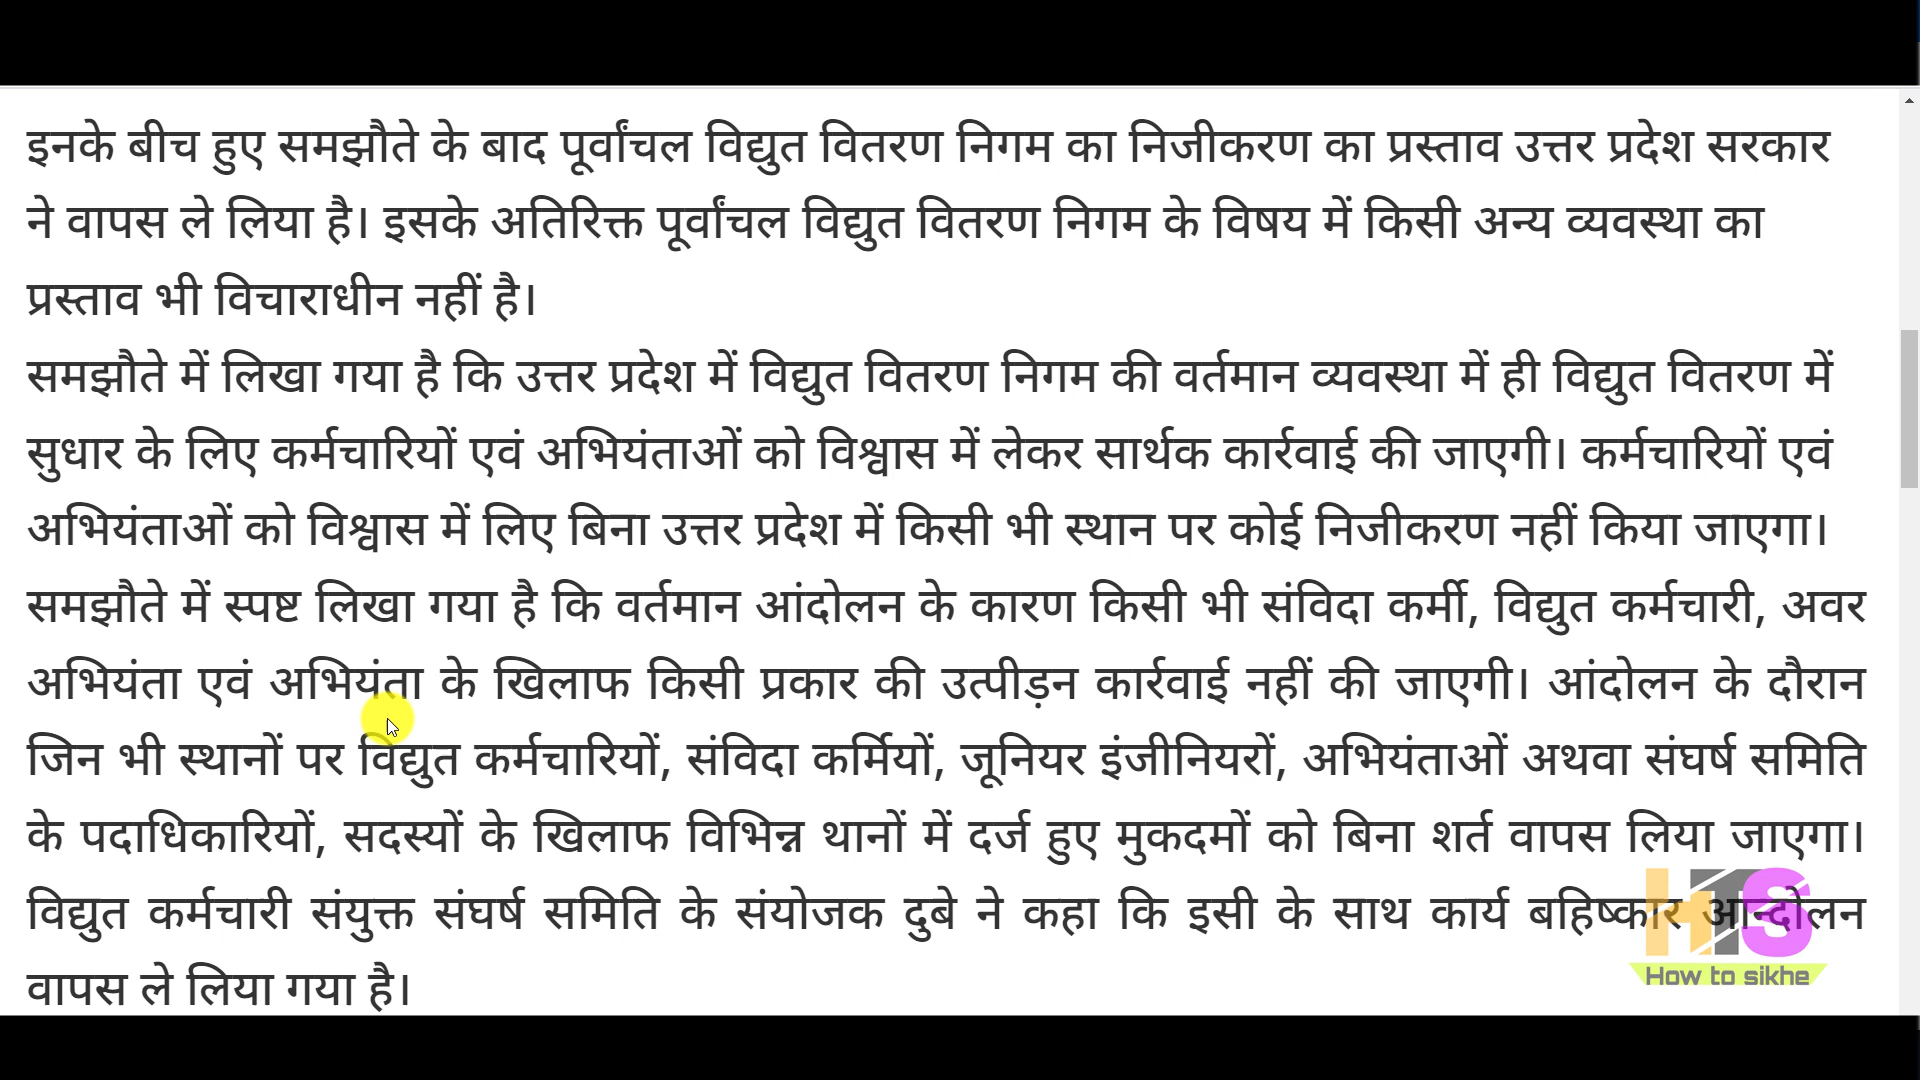 इनके बीच हुए समझौते के बाद पूर्वांचल विद्युत वितरण निगम का निजीकरण का प्रस्ताव उत्तर प्रदेश सरकार
ने वापस ले लिया है। इसके अतिरिक्त पूर्वांचल विद्युत वितरण निगम के विषय में किसी अन्य व्यवस्था का
प्रस्ताव भी विचाराधीन नहीं है।
समझौते में लिखा गया है कि उत्तर प्रदेश में विद्युत वितरण निगम की वर्तमान व्यवस्था में ही विद्युत वितरण में
सुधार के लिए कर्मचारियों एवं अभियंताओं को विश्वास में लेकर सार्थक कार्रवाई की जाएगी। कर्मचारियों एवं
अभियंताओं को विश्वास में लिए बिना उत्तर प्रदेश में किसी भी स्थान पर कोई निजीकरण नहीं किया जाएगा।
समझौते में स्पष्ट लिखा गया है कि वर्तमान आंदोलन के कारण किसी भी संविदा कर्मी, विद्युत कर्मचारी, अवर
अभियंता एवं अभियंता के खिलाफ किसी प्रकार की उत्पीड़न कार्रवाई नहीं की जाएगी। आंदोलन के दौरान
जिन भी स्थानों पर विद्युत कर्मचारियों, संविदा कर्मियों, जूनियर इंजीनियरों, अभियंताओं अथवा संघर्ष समिति
के पदाधिकारियों, सदस्यों के खिलाफ विभिन्न थानों में दर्ज हुए मुकदमों को बिना शर्त वापस लिया जाएगा।
विद्युत कर्मचारी संयुक्त संघर्ष समिति के संयोजक दुबे ने कहा कि इसी के साथ कार्य बहिष्कार आन्दोलन
वापस ले लिया गया है।
HTS
How to sikhe